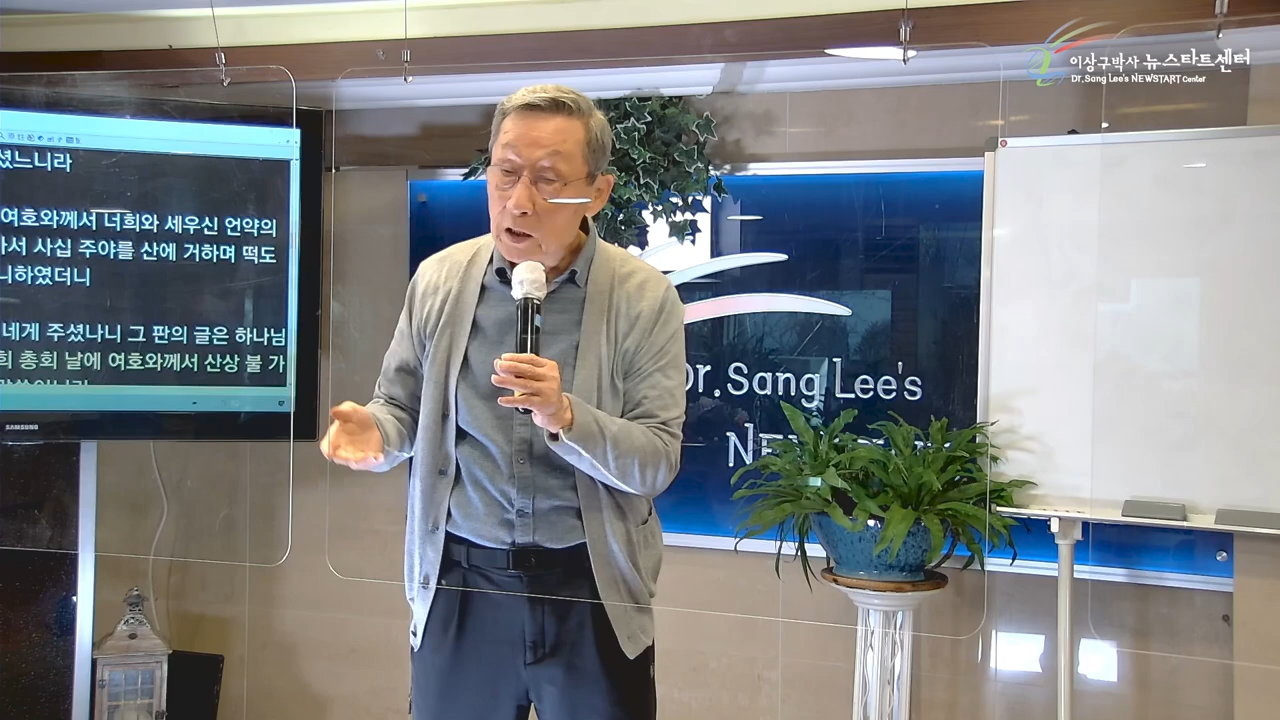 이상구박사 뉴스타트센터
Dr. Sang Lee's NEWSTART Center
셨느니라
여호와께서 너희와 세우신 언약의
서 사십 주야를 산에 거하며 떡도
니하였더니
네게 주셨나니 그 판의 글은 하나님
희 총회 날에 여호와께서 산상 불 가
SAMSUNG
Dr. Sang Lee's